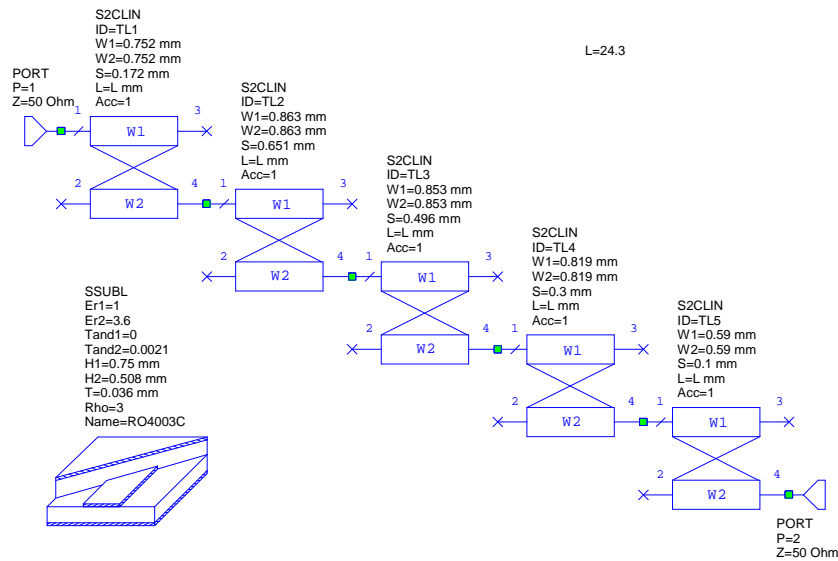 L=24.3
S2CLIN
ID=TL1
W1=0.752 mm
W2=0.752 mm
S=0.172 mm
L=L mm
Acc=1
PORT
P=1
Z=50 Ohm
1
3
W1
2
4
W2
S2CLIN
ID=TL2
W1=0.863 mm
W2=0.863 mm
S=0.651 mm
L=L mm
Acc=1
1
3
W1
2
4
W2
S2CLIN
ID=TL3
W1=0.853 mm
W2=0.853 mm
S=0.496 mm
L=L mm
Acc=1
1
3
W1
2
4
W2
S2CLIN
ID=TL4
W1=0.819 mm
W2=0.819 mm
S=0.3 mm
L=L mm
Acc=1
1
3
W1
2
4
W2
S2CLIN
ID=TL5
W1=0.59 mm
W2=0.59 mm
S=0.1 mm
L=L mm
Acc=1
1
3
W1
2
4
W2
SSUBL
Er1=1
Er2=3.6
Tand1=0
Tand2=0.0021
H1=0.75 mm
H2=0.508 mm
T=0.036 mm
Rho=3
Name=RO4003C
PORT
P=2
Z=50 Ohm